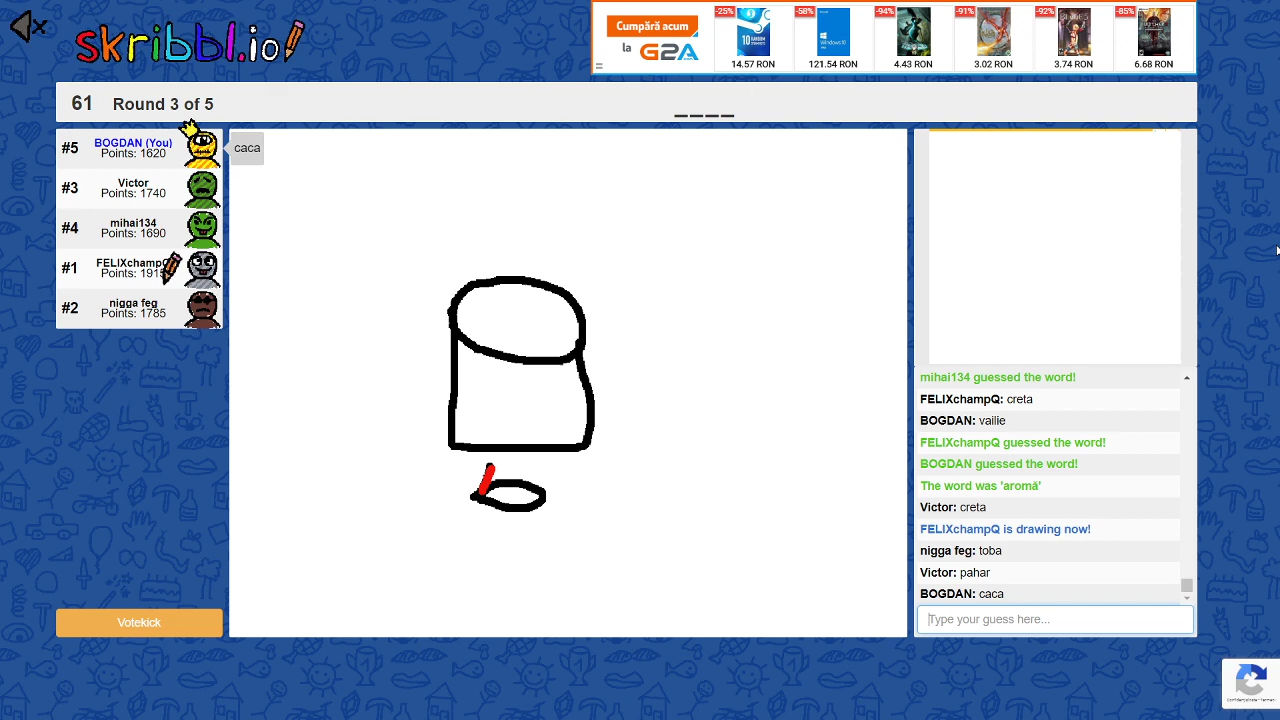 skribbl.io
Cumpără acum
la G2A
-25%
14.57 RON
-58%
121.54 RON
-94%
4.43 RON
-91%
3.02 RON
-92%
3.74 RON
-85%
6.68 RON
61 Round 3 of 5
#5 BOGDAN (You)
Points: 1620
caca
#3 Victor
Points: 1740
#4 mihai134
Points: 1690
#1 FELIXchampQ
Points: 191
#2 nigga feg
Points: 1785
mihai134 guessed the word!
FELIXchampQ: creta
BOGDAN: vailie
FELIXchampQ guessed the word!
BOGDAN guessed the word!
The word was 'aromă'
Victor: creta
FELIXchampQ is drawing now!
nigga feg: toba
Victor: pahar
BOGDAN: caca
Type your guess here...
Votekick